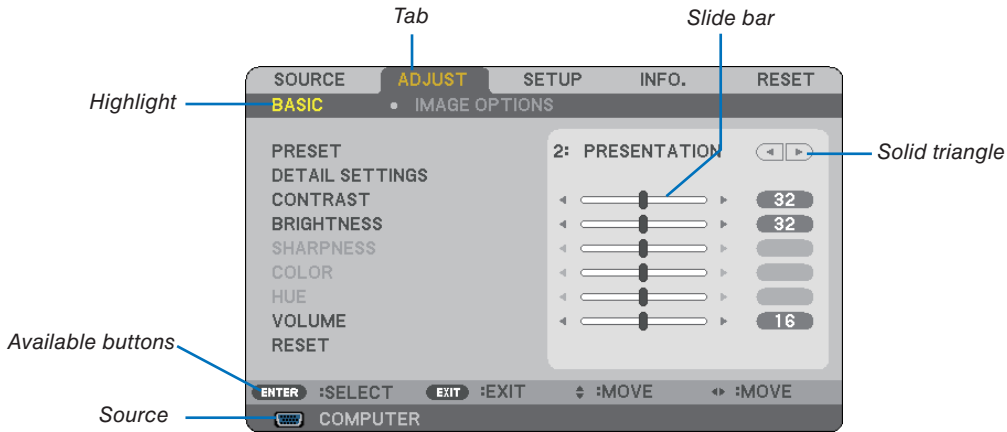 Tab Slide bar
SOURCE ADJUST SETUP INFO. RESET
Highlight BASIC • IMAGE OPTIONS
PRESET 2: PRESENTATION Solid triangle
DETAIL SETTINGS
CONTRAST 32
BRIGHTNESS 32
SHARPNESS
COLOR
HUE
VOLUME 16
RESET
Available buttons
ENTER :SELECT EXIT :EXIT :MOVE :MOVE
Source COMPUTER